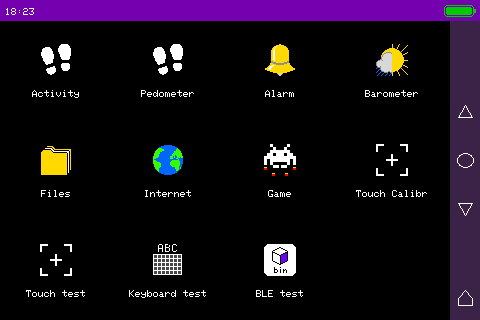 18:23
Activity Pedometer Alarm Barometer
Files Internet Game Touch Calibr
ABC
bin
Touch test Keyboard test BLE test